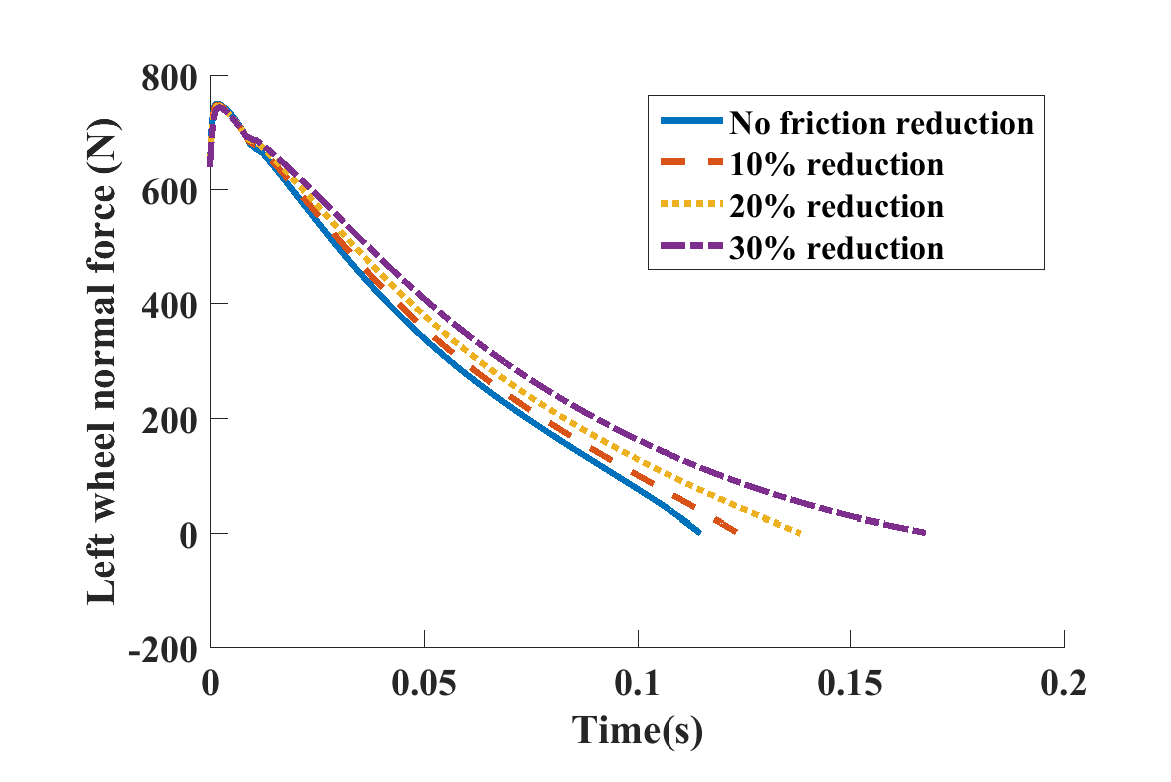 800
600
400
200
0
-200
0
0.05
0.1
0.15
0.2
Time(s)
Left wheel normal force (N)
No friction reduction
10% reduction
20% reduction
30% reduction